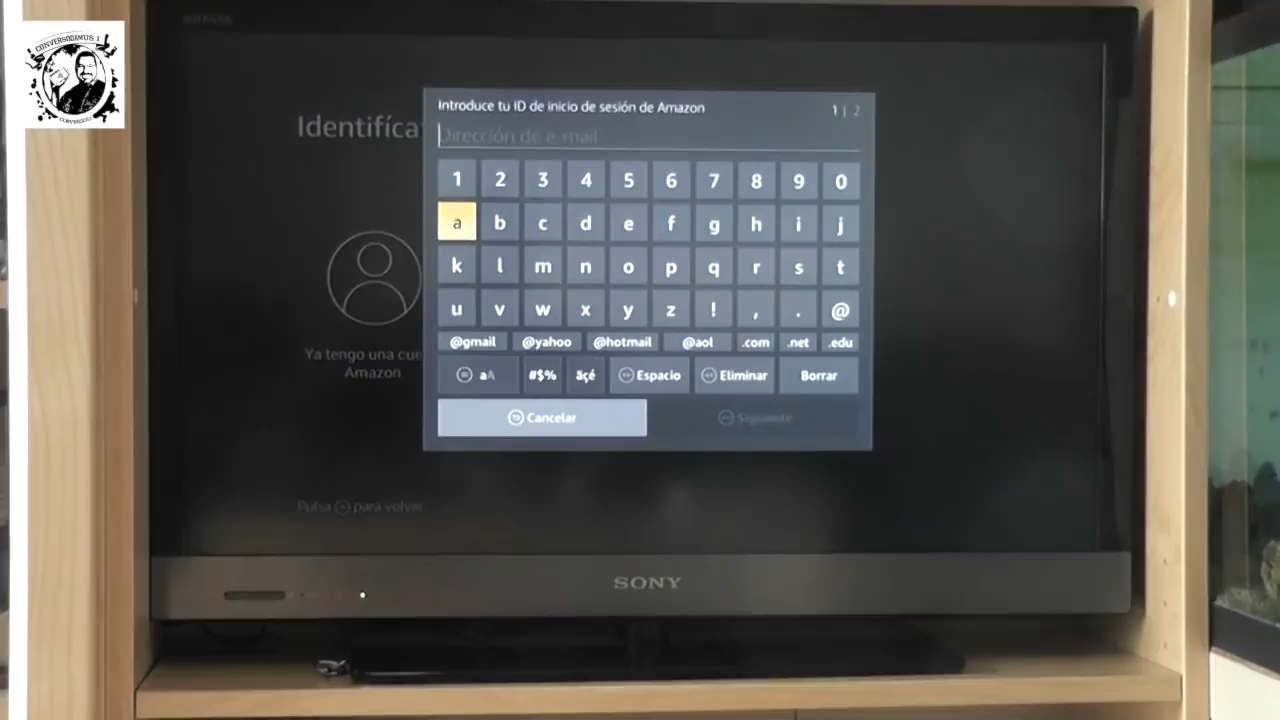 CONVERSODAMUS !
Identifíca
Introduce tu ID de inicio de sesión de Amazon
1 | 2
Dirección de e-mail
1 2 3 4 5 6 7 8 9 0
a b c d e f g h i j
k l m n o p q r s t
u v w x y z ! , . @
@gmail @yahoo @hotmail @aol .com .net .edu
aA #$% äçé Espacio Eliminar Borrar
Cancelar Siguiente
Ya tengo una cue
Amazon
Pulsa para volver
SONY